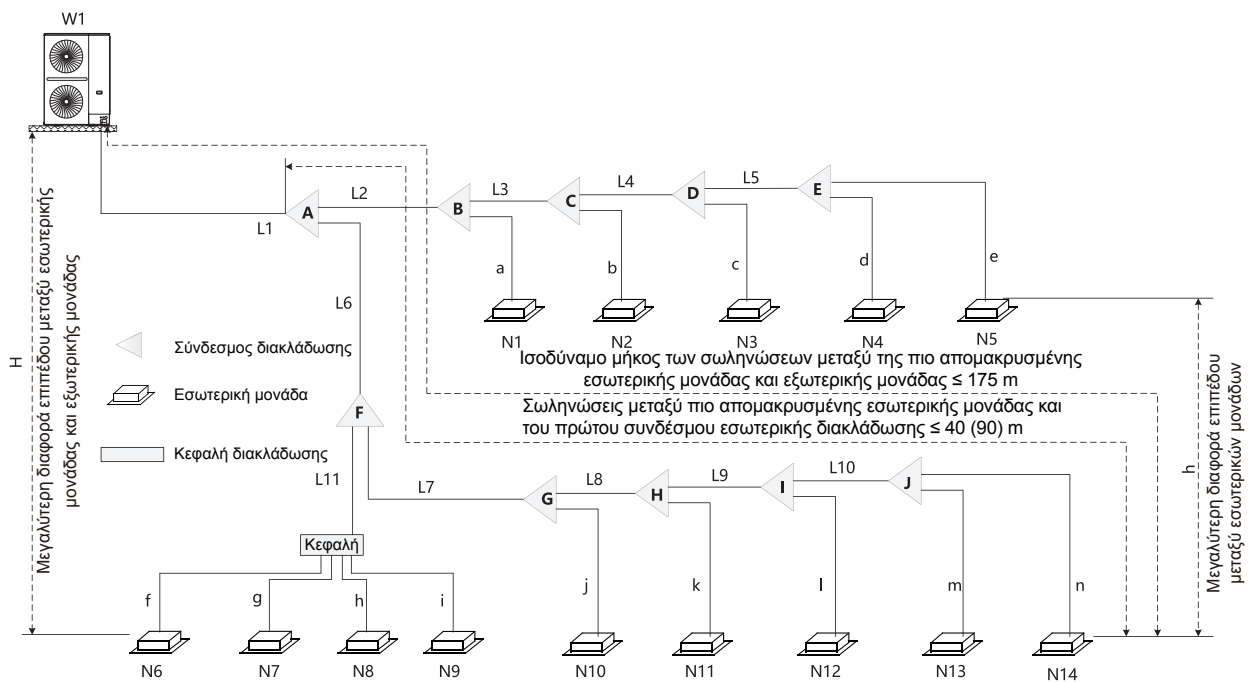 W1
L1
L2
L3
L4
L5
A
B
C
D
E
a
b
c
d
e
L6
N1
N2
N3
N4
N5
Μεγαλύτερη διαφορά επιπέδου μεταξύ εσωτερικής
μονάδας και εξωτερικής μονάδας
H
Σύνδεσμος διακλάδωσης
Εσωτερική μονάδα
Κεφαλή διακλάδωσης
Ισοδύναμο μήκος των σωληνώσεων μεταξύ της πιο απομακρυσμένης
εσωτερικής μονάδας και εξωτερικής μονάδας ≤ 175 m
Σωληνώσεις μεταξύ πιο απομακρυσμένης εσωτερικής μονάδας και
του πρώτου συνδέσμου εσωτερικής διακλάδωσης ≤ 40 (90) m
h
Μεγαλύτερη διαφορά επιπέδου
μεταξύ εσωτερικών μονάδων
F
L11
L7
L8
L9
L10
G
H
I
J
Κεφαλή
f
g
h
i
j
k
l
m
n
N6
N7
N8
N9
N10
N11
N12
N13
N14